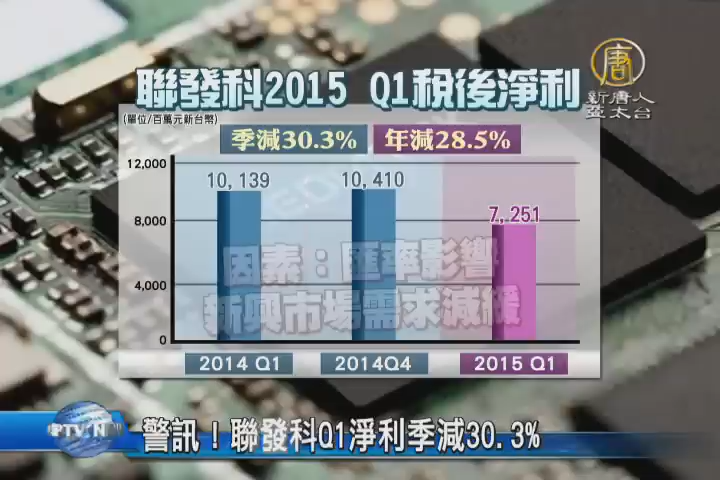 聯發科2015 Q1稅後淨利
新唐人
亞太台
(單位/百萬元新台幣)
季減30.3% 年減28.5%
12,000
8,000
4,000
0
10,139
10,410
7,251
因素：匯率影響
新興市場需求減緩
2014 Q1
2014Q4
2015 Q1
警訊！聯發科Q1淨利季減30.3%